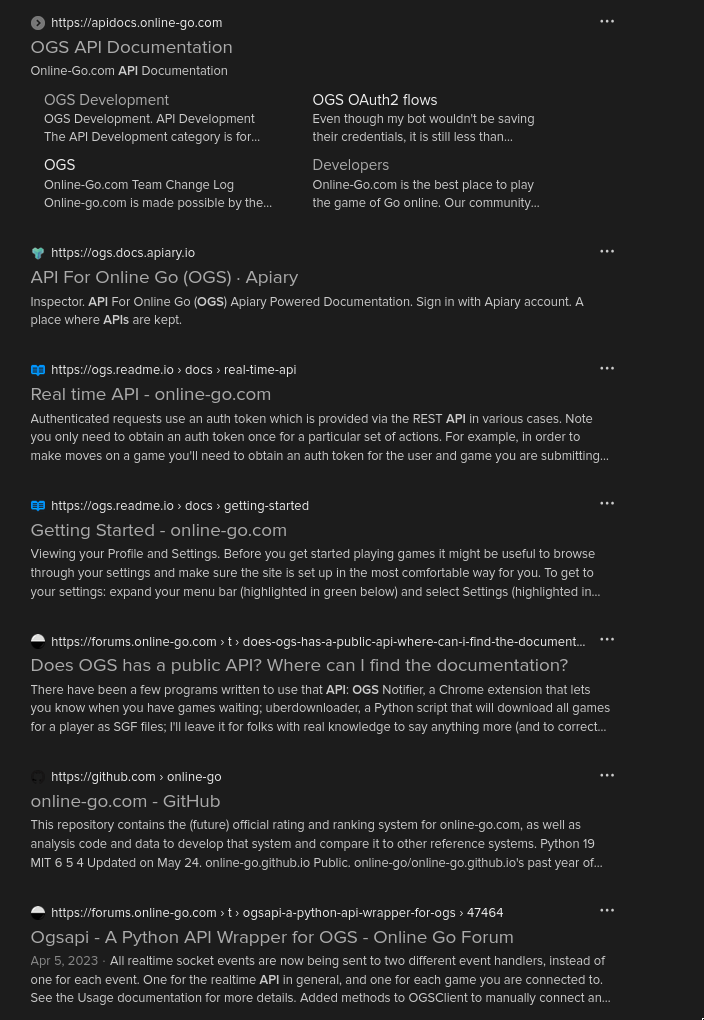 https://apidocs.online-go.com
OGS API Documentation
Online-Go.com API Documentation
OGS Development
OGS Development. API Development
The API Development category is for...
OGS OAuth2 flows
Even though my bot wouldn't be saving
their credentials, it is still less than...
OGS
Online-Go.com Team Change Log
Online-go.com is made possible by the...
Developers
Online-Go.com is the best place to play
the game of Go online. Our community...
https://ogs.docs.apiary.io
API For Online Go (OGS) · Apiary
Inspector. API For Online Go (OGS) Apiary Powered Documentation. Sign in with Apiary account. A
place where APIs are kept.
https://ogs.readme.io › docs › real-time-api
Real time API - online-go.com
Authenticated requests use an auth token which is provided via the REST API in various cases. Note
you only need to obtain an auth token once for a particular set of actions. For example, in order to
make moves on a game you'll need to obtain an auth token for the user and game you are submitting...
https://ogs.readme.io › docs › getting-started
Getting Started - online-go.com
Viewing your Profile and Settings. Before you get started playing games it might be useful to browse
through your settings and make sure the site is set up in the most comfortable way for you. To get to
your settings: expand your menu bar (highlighted in green below) and select Settings (highlighted in...
https://forums.online-go.com › t › does-ogs-has-a-public-api-where-can-i-find-the-document...
Does OGS has a public API? Where can I find the documentation?
There have been a few programs written to use that API: OGS Notifier, a Chrome extension that lets
you know when you have games waiting; uberdownloader, a Python script that will download all games
for a player as SGF files; I'll leave it for folks with real knowledge to say anything more (and to correct...
https://github.com › online-go
online-go.com - GitHub
This repository contains the (future) official rating and ranking system for online-go.com, as well as
analysis code and data to develop that system and compare it to other reference systems. Python 19
MIT 6 5 4 Updated on May 24. online-go.github.io Public. online-go/online-go.github.io's past year of...
https://forums.online-go.com › t › ogsapi-a-python-api-wrapper-for-ogs › 47464
Ogsapi - A Python API Wrapper for OGS - Online Go Forum
Apr 5, 2023 · All realtime socket events are now being sent to two different event handlers, instead of
one for each event. One for the realtime API in general, and one for each game you are connected to.
See the Usage documentation for more details. Added methods to OGSClient to manually connect an...